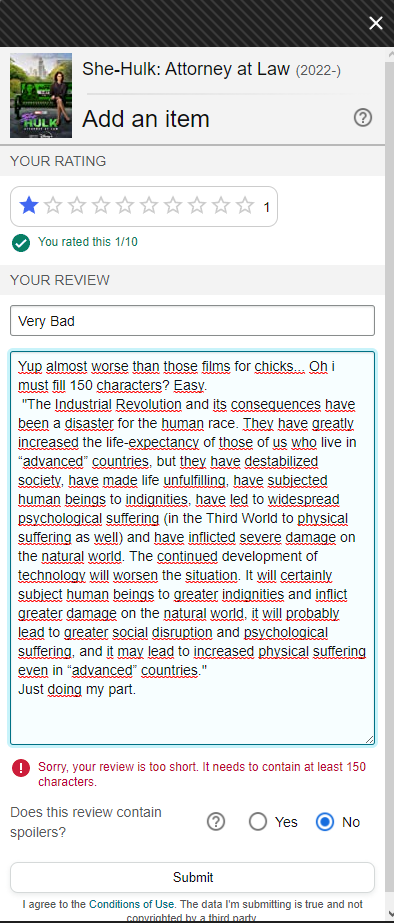 She-Hulk: Attorney at Law (2022-)
HULK
Add an item
YOUR RATING
1
You rated this 1/10
YOUR REVIEW
Very Bad
Yup almost worse than those films for chicks... Oh i
must fill 150 characters? Easy.
"The Industrial Revolution and its consequences have
been a disaster for the human race. They have greatly
increased the life-expectancy of those of us who live in
“advanced” countries, but they have destabilized
society, have made life unfulfilling, have subjected
human beings to indignities, have led to widespread
psychological suffering (in the Third World to physical
suffering as well) and have inflicted severe damage on
the natural world. The continued development of
technology will worsen the situation. It will certainly
subject human beings to greater indignities and inflict
greater damage on the natural world, it will probably
lead to greater social disruption and psychological
suffering, and it may lead to increased physical suffering
even in “advanced” countries."
Just doing my part.
Sorry, your review is too short. It needs to contain at least 150
characters.
Does this review contain
spoilers?
Yes
No
Submit
I agree to the Conditions of Use. The data I'm submitting is true and not
copyrighted by a third party.